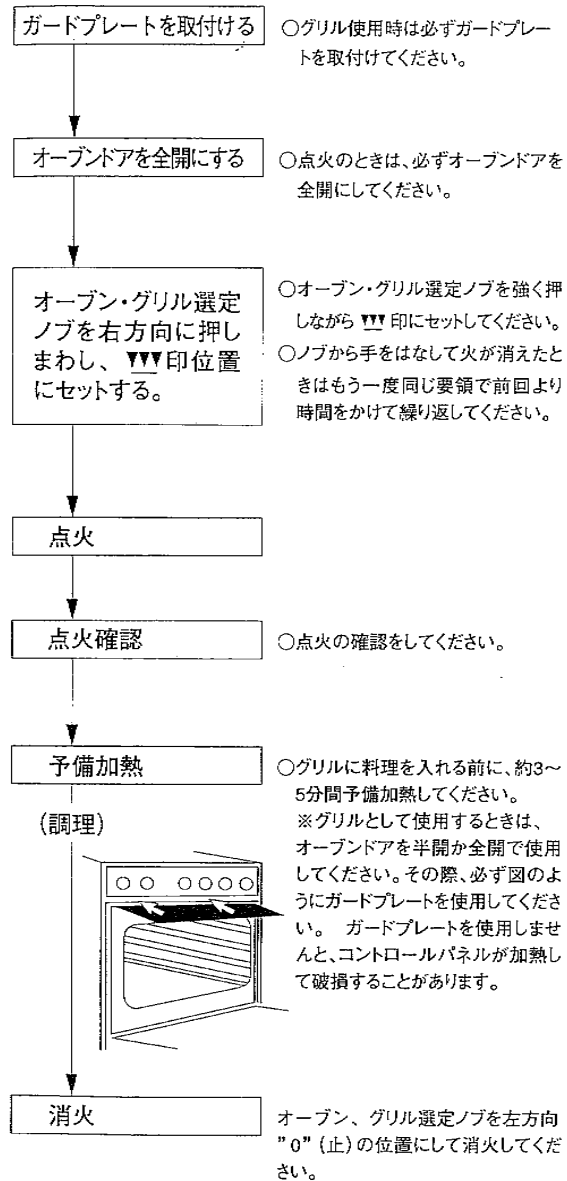 ガードプレートを取付ける
○グリル使用時は必ずガードプレー
トを取付けてください。
オーブンドアを全開にする
○点火のときは、必ずオーブンドアを
全開にしてください。
オーブン・グリル選定
ノブを右方向に押し
まわし、▼▼▼印位置
にセットする。
○オーブン・グリル選定ノブを強く押
しながら ▼▼▼ 印にセットしてください。
○ノブから手をはなして火が消えたと
きはもう一度同じ要領で前回より
時間をかけて繰り返してください。
点火
点火確認
○点火の確認をしてください。
予備加熱
○グリルに料理を入れる前に、約3～
5分間予備加熱してください。
※グリルとして使用するときは、
オーブンドアを半開か全開で使用
してください。その際、必ず図のよ
うにガードプレートを使用してくださ
い。 ガードプレートを使用しませ
んと、コントロールパネルが加熱し
て破損することがあります。
(調理)
消火
オーブン、グリル選定ノブを左方向
"0" (止)の位置にして消火してくだ
さい。